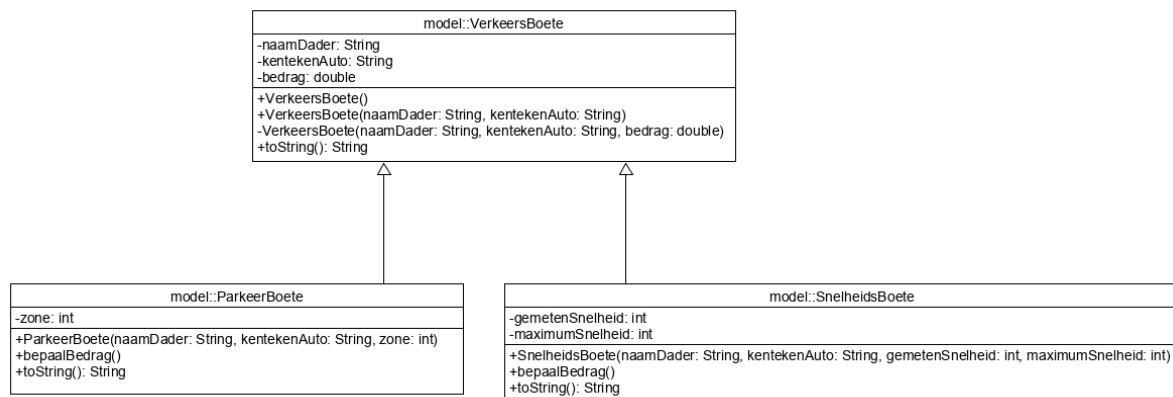 model::VerkeersBoete
-naamDader: String
-kentekenAuto: String
-bedrag: double
+VerkeersBoete()
+VerkeersBoete(naamDader: String, kentekenAuto: String)
-VerkeersBoete(naamDader: String, kentekenAuto: String, bedrag: double)
+toString(): String
model::ParkeerBoete
-zone: int
+ParkeerBoete(naamDader: String, kentekenAuto: String, zone: int)
+bepaalBedrag()
+toString(): String
model::SnelheidsBoete
-gemetenSnelheid: int
-maximumSnelheid: int
+SnelheidsBoete(naamDader: String, kentekenAuto: String, gemetenSnelheid: int, maximumSnelheid: int)
+bepaalBedrag()
+toString(): String